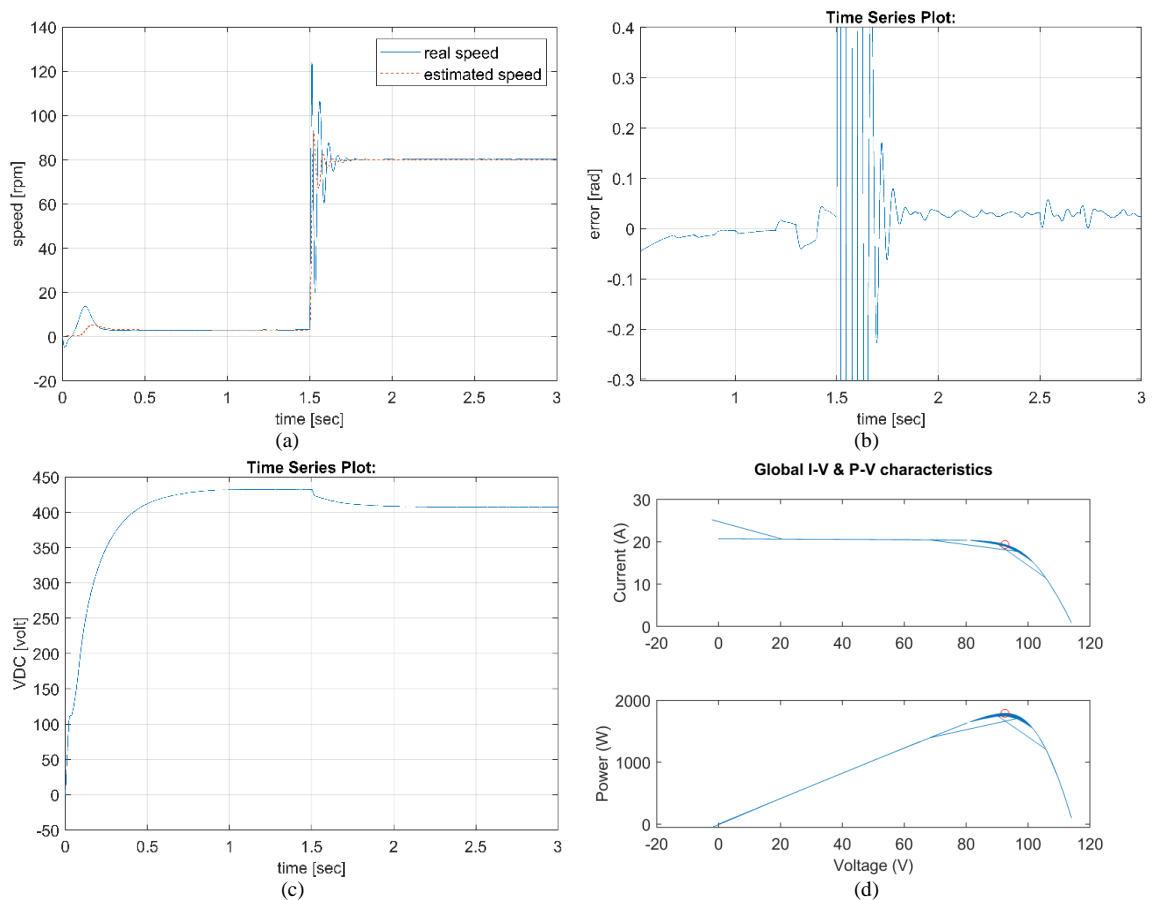 140
120
100
80
60
40
20
0
-20
speed [rpm]
real speed
estimated speed
0 0.5 1 1.5 2 2.5 3
time [sec]
(a)
Time Series Plot:
0.4
0.3
0.2
0.1
0
-0.1
-0.2
-0.3
error [rad]
1 1.5 2 2.5 3
time [sec]
(b)
Time Series Plot:
450
400
350
300
250
200
150
100
50
0
-50
VDC [volt]
0 0.5 1 1.5 2 2.5 3
time [sec]
(c)
Global I-V & P-V characteristics
30
20
10
0
Current (A)
-20 0 20 40 60 80 100 120
2000
1000
0
Power (W)
-20 0 20 40 60 80 100 120
Voltage (V)
(d)